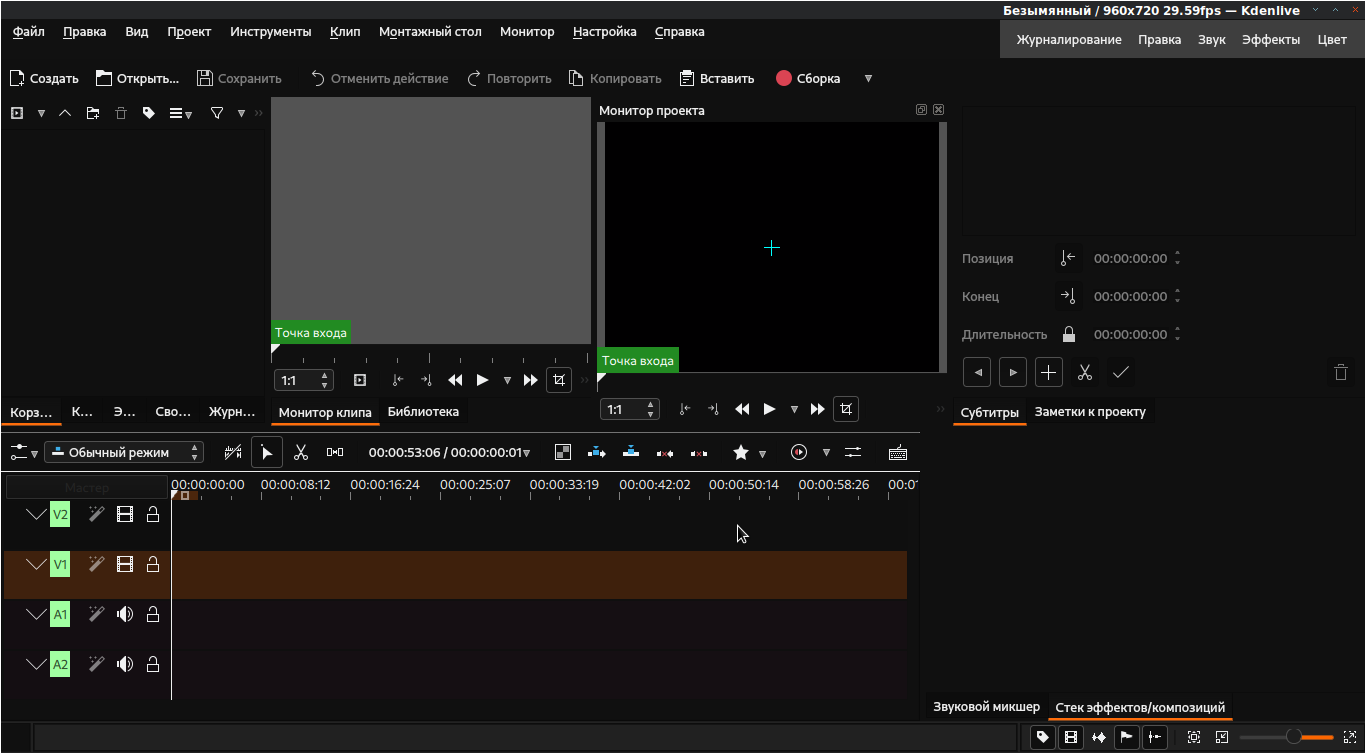 Безымянный / 960x720 29.59fps — Kdenlive
Файл Правка Вид Проект Инструменты Клип Монтажный стол Монитор Настройка Справка
Журналирование Правка Звук Эффекты Цвет
Создать Открыть... Сохранить Отменить действие Повторить Копировать Вставить Сборка
Монитор проекта
Позиция 00:00:00:00
Конец 00:00:00:00
Длительность 00:00:00:00
Точка входа
Точка входа
1:1
1:1
Корз... К... Э... Сво... Журн... Монитор клипа Библиотека
Субтитры Заметки к проекту
Обычный режим 00:00:53:06 / 00:00:00:01
Мастер
00:00:00:00 00:00:08:12 00:00:16:24 00:00:25:07 00:00:33:19 00:00:42:02 00:00:50:14 00:00:58:26 00:0
V2
V1
A1
A2
Звуковой микшер Стек эффектов/композиций